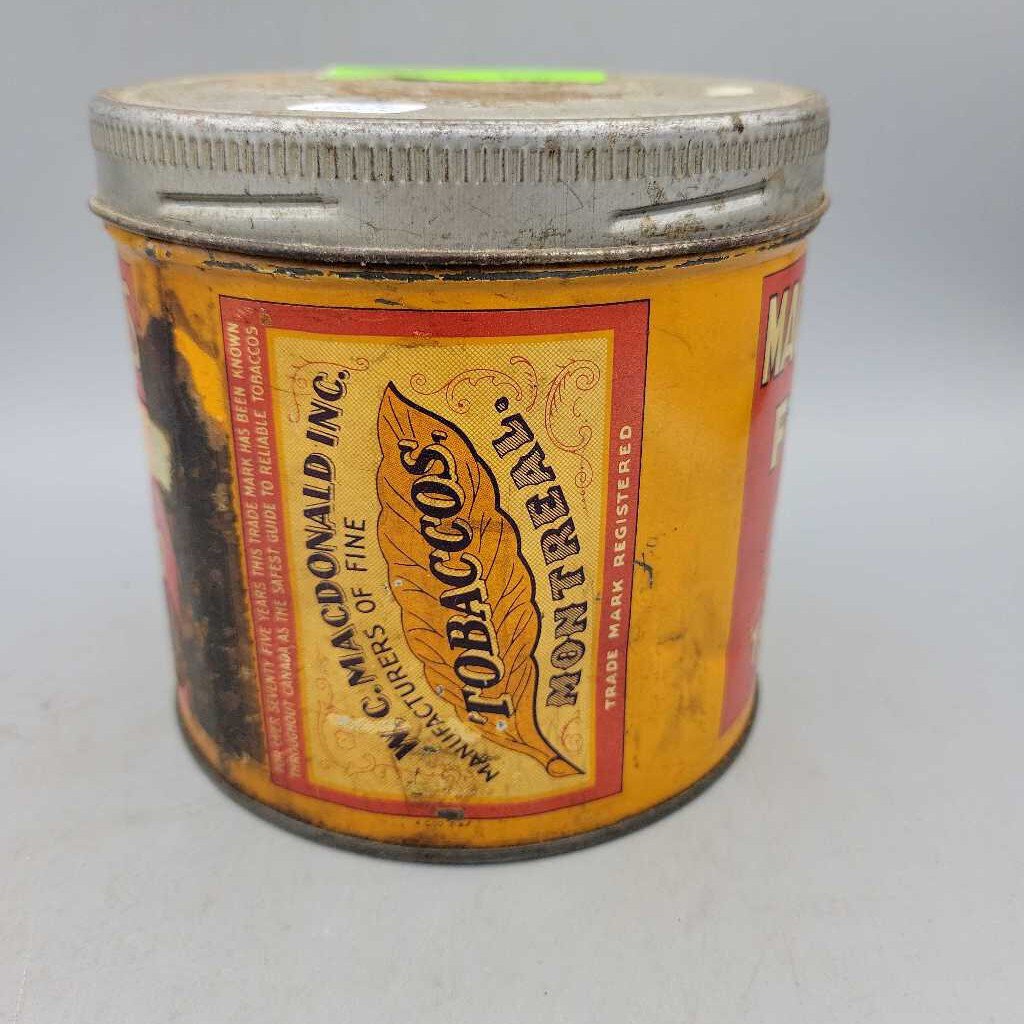 FOR OVER SEVENTY FIVE YEARS THIS TRADE MARK HAS BEEN KNOWN
THROUGHOUT CANADA AS THE SAFEST GUIDE TO RELIABLE TOBACCOS
W.C. MACDONALD INC.
MANUFACTURERS OF FINE
TOBACCOS.
MONTREAL.
TRADE MARK REGISTERED
MA
F